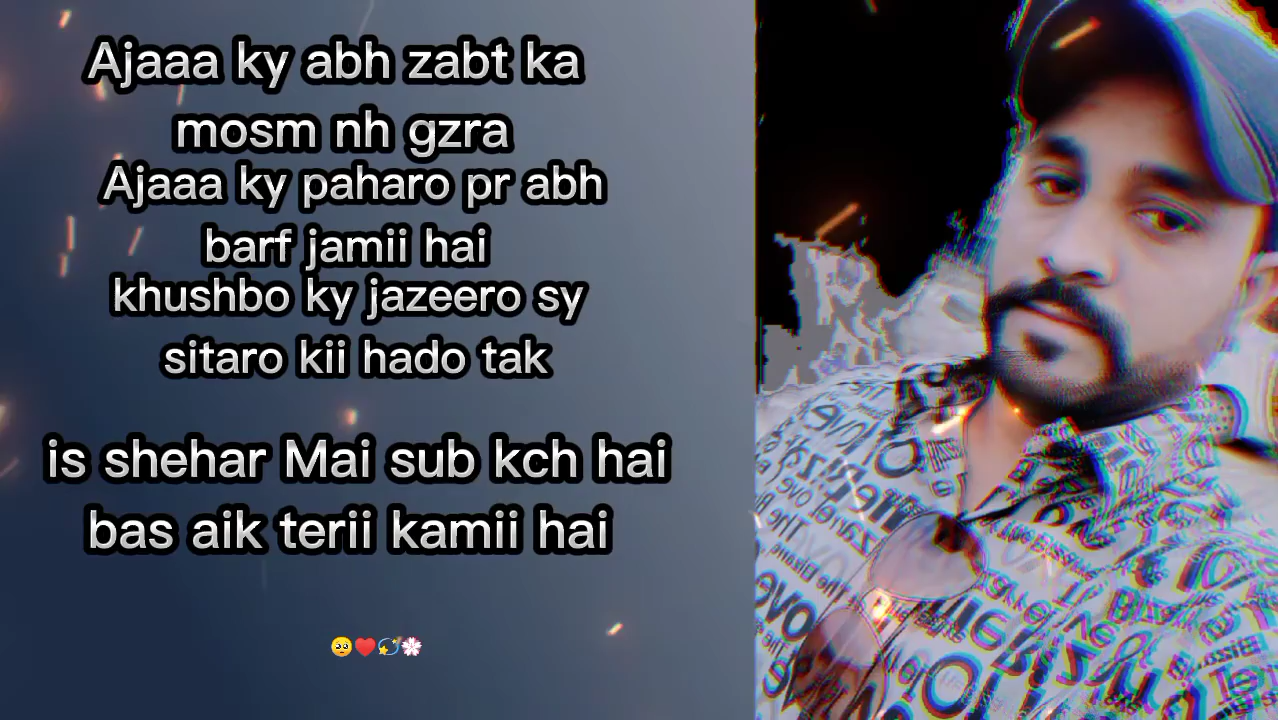 Ajaaa ky abh zabt ka
mosm nh gzra
Ajaaa ky paharo pr abh
barf jamii hai
khushbo ky jazeero sy
sitaro kii hado tak
is shehar Mai sub kch hai
bas aik terii kamii hai
🥺♥️💫🌸